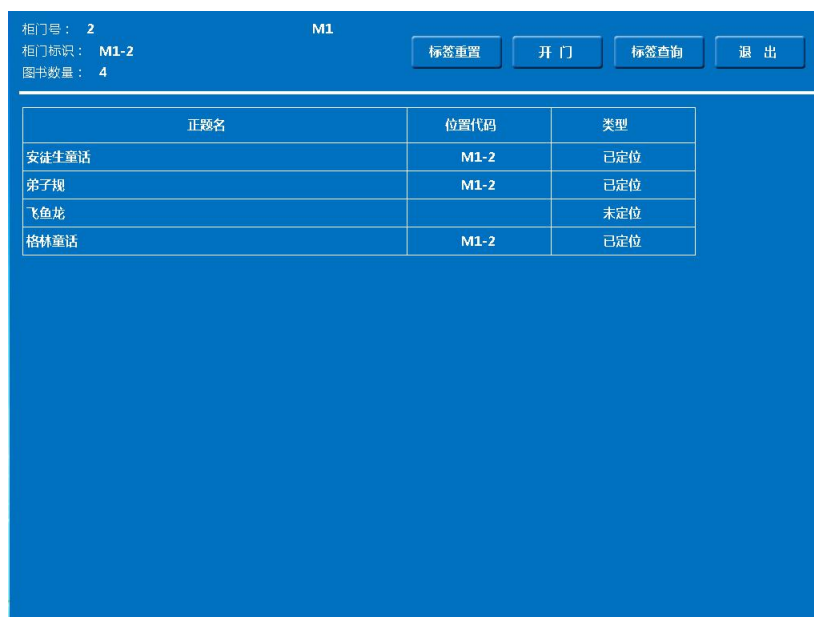 柜门号： 2 M1
柜门标识： M1-2
图书数量： 4
标签重置 开 门 标签查询 退 出
正题名 位置代码 类型
安徒生童话 M1-2 已定位
弟子规 M1-2 已定位
飞鱼龙 未定位
格林童话 M1-2 已定位